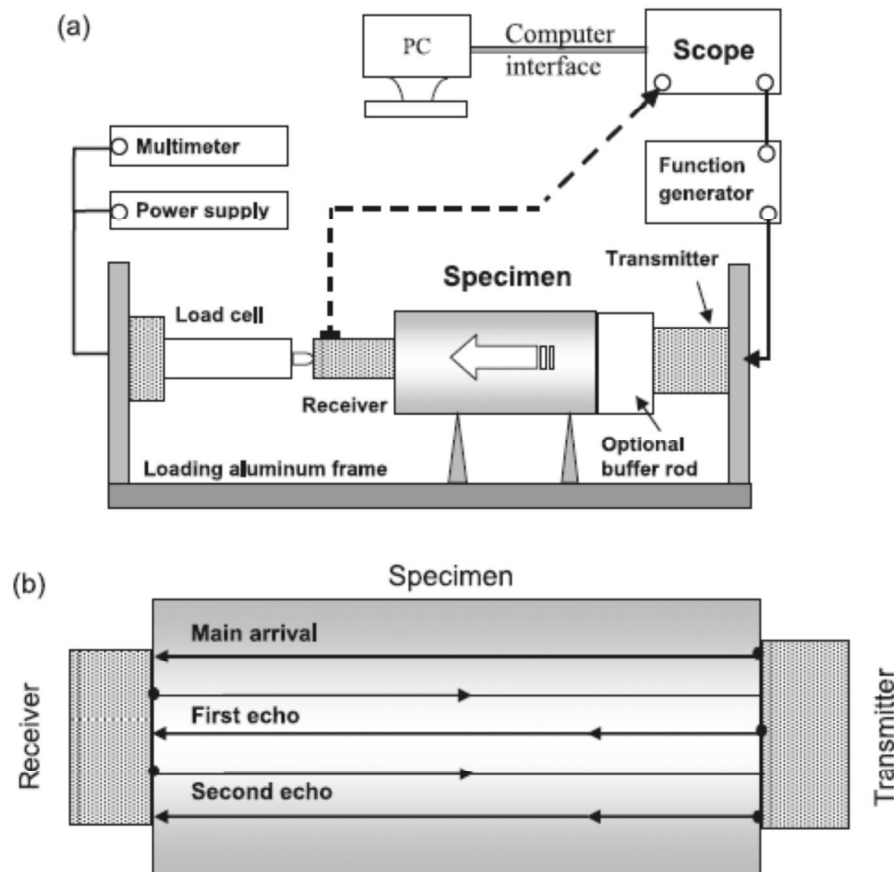 (a)
PC
Computer
interface
Scope
Multimeter
Power supply
Function
generator
Specimen
Transmitter
Load cell
Receiver
Optional
buffer rod
Loading aluminum frame
(b)
Specimen
Main arrival
First echo
Second echo
Receiver
Transmitter